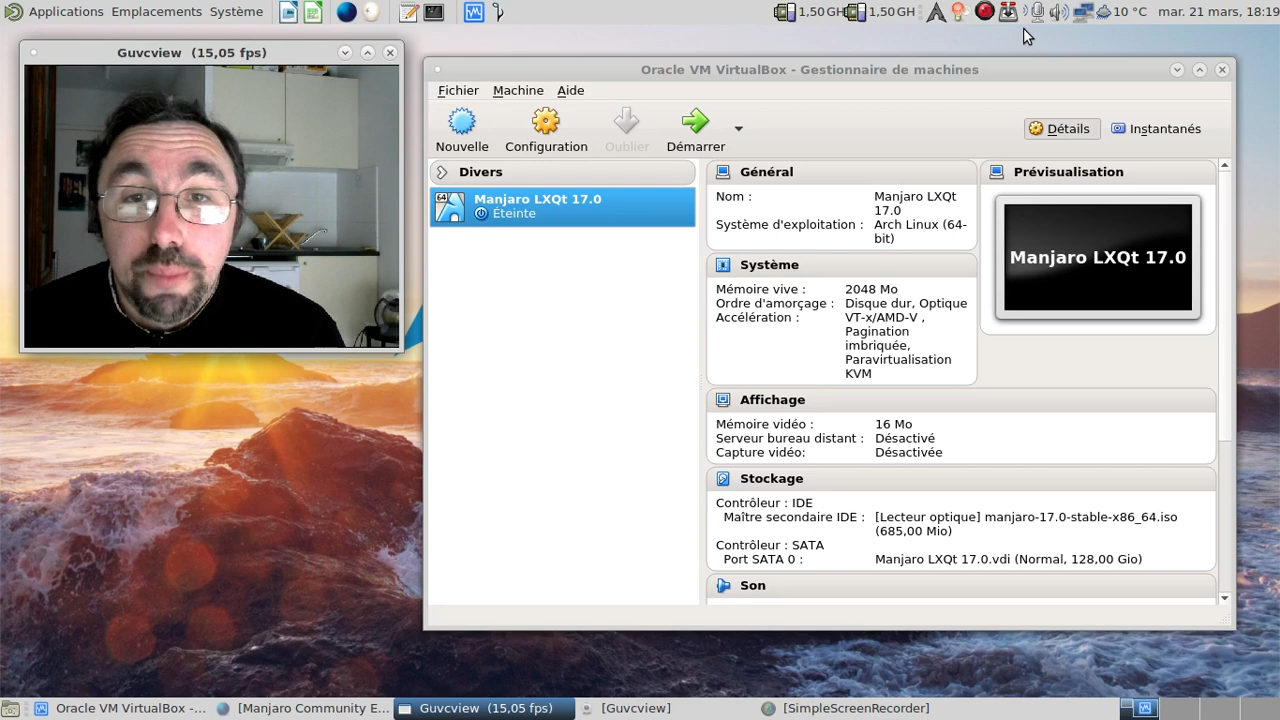 Applications Emplacements Système
1,50 GH 1,50 GH 10 °C mar. 21 mars, 18:19
Guvcview (15,05 fps)
Oracle VM VirtualBox - Gestionnaire de machines
Fichier Machine Aide
Nouvelle Configuration Oublier Démarrer
Détails Instantanés
Divers
64
Manjaro LXQt 17.0
Éteinte
Général
Nom : Manjaro LXQt
17.0
Système d'exploitation : Arch Linux (64-
bit)
Prévisualisation
Manjaro LXQt 17.0
Système
Mémoire vive : 2048 Mo
Ordre d'amorçage : Disque dur, Optique
Accélération : VT-x/AMD-V ,
Pagination
imbriquée,
Paravirtualisation
KVM
Affichage
Mémoire vidéo : 16 Mo
Serveur bureau distant : Désactivé
Capture vidéo: Désactivée
Stockage
Contrôleur : IDE
Maître secondaire IDE : [Lecteur optique] manjaro-17.0-stable-x86_64.iso
(685,00 Mio)
Contrôleur : SATA
Port SATA 0 : Manjaro LXQt 17.0.vdi (Normal, 128,00 Gio)
Son
Oracle VM VirtualBox -... [Manjaro Community E... Guvcview (15,05 fps) [Guvcview] [SimpleScreenRecorder]